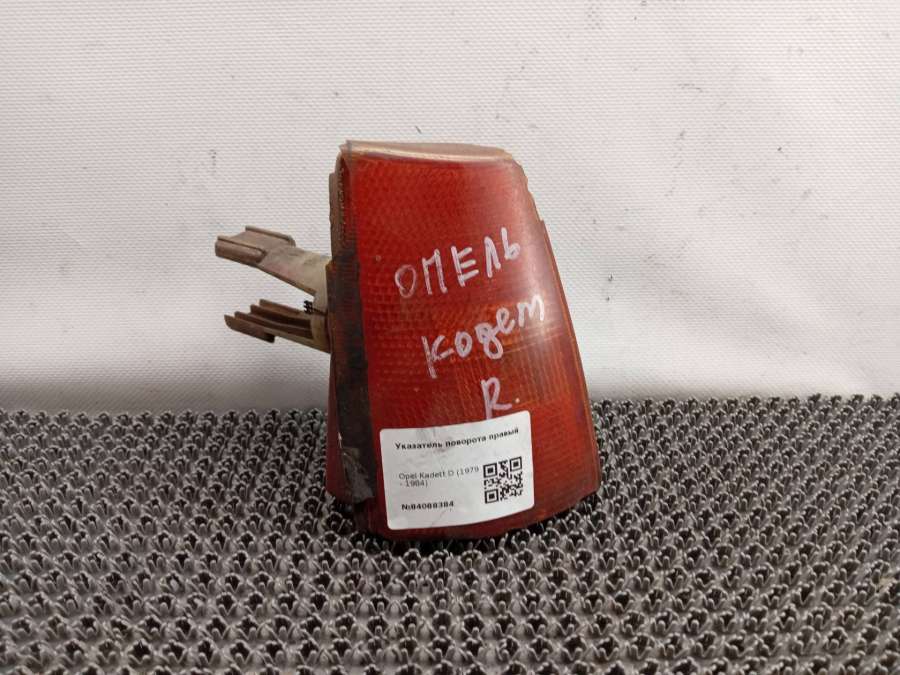 ОПЕЛЬ
Кодет
R.
Указатель поворота правый
Opel Kadett D (1979
- 1984)
№84088384